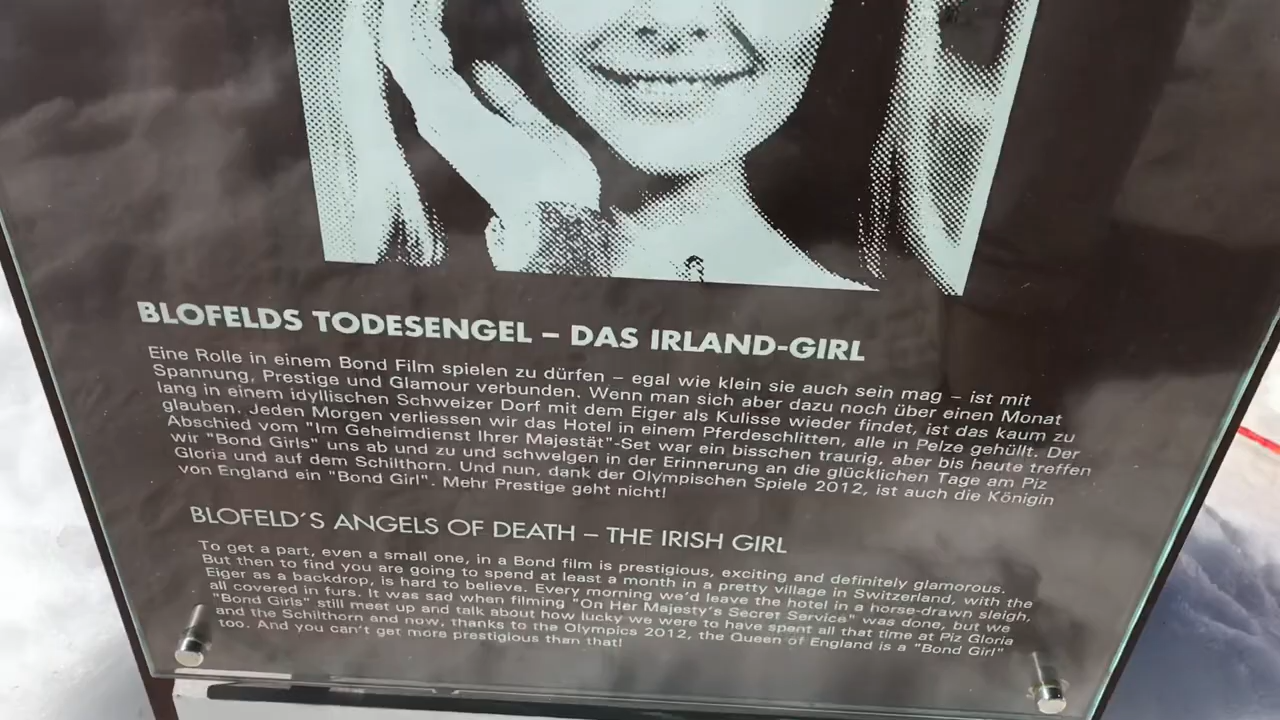 BLOFELDS TODESENGEL – DAS IRLAND-GIRL
Eine Rolle in einem Bond Film spielen zu dürfen – egal wie klein sie auch sein mag – ist mit
Spannung, Prestige und Glamour verbunden. Wenn man sich aber dazu noch über einen Monat
lang in einem idyllischen Schweizer Dorf mit dem Eiger als Kulisse wieder findet, ist das kaum zu
glauben. Jeden Morgen verliessen wir das Hotel in einem Pferdeschlitten, alle in Pelze gehüllt. Der
Abschied vom "Im Geheimdienst Ihrer Majestät"-Set war ein bisschen traurig, aber bis heute treffen
wir "Bond Girls" uns ab und zu und schwelgen in der Erinnerung an die glücklichen Tage am Piz
Gloria und auf dem Schilthorn. Und nun, dank der Olympischen Spiele 2012, ist auch die Königin
von England ein "Bond Girl". Mehr Prestige geht nicht!
BLOFELD´S ANGELS OF DEATH – THE IRISH GIRL
To get a part, even a small one, in a Bond film is prestigious, exciting and definitely glamorous.
But then to find you are going to spend at least a month in a pretty village in Switzerland, with the
Eiger as a backdrop, is hard to believe. Every morning we'd leave the hotel in a horse-drawn sleigh,
all covered in furs. It was sad when filming "On Her Majesty's Secret Service" was done, but we
"Bond Girls" still meet up and talk about how lucky we were to have spent all that time at Piz Gloria
and the Schilthorn and now, thanks to the Olympics 2012, the Queen of England is a "Bond Girl"
too. And you can't get more prestigious than that!